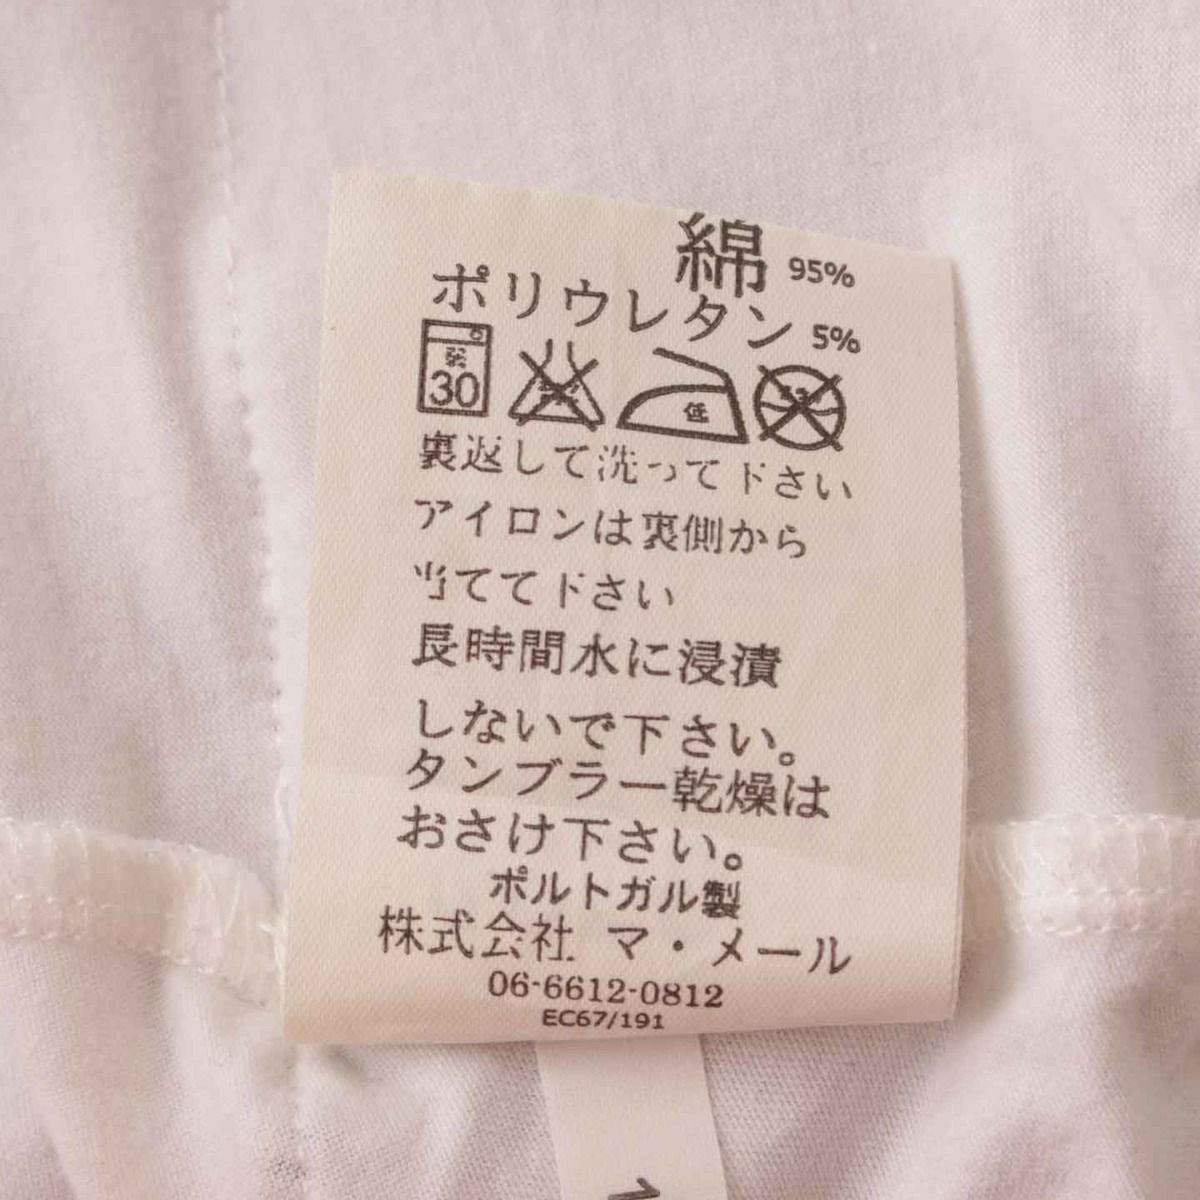 綿 95%
ポリウレタン 5%
弱 30 低
裏返して洗って下さい
アイロンは裏側から
当てて下さい
長時間水に浸漬
しないで下さい。
タンブラー乾燥は
おさけ下さい。
ポルトガル製
株式会社 マ・メール
06-6612-0812
EC67/191